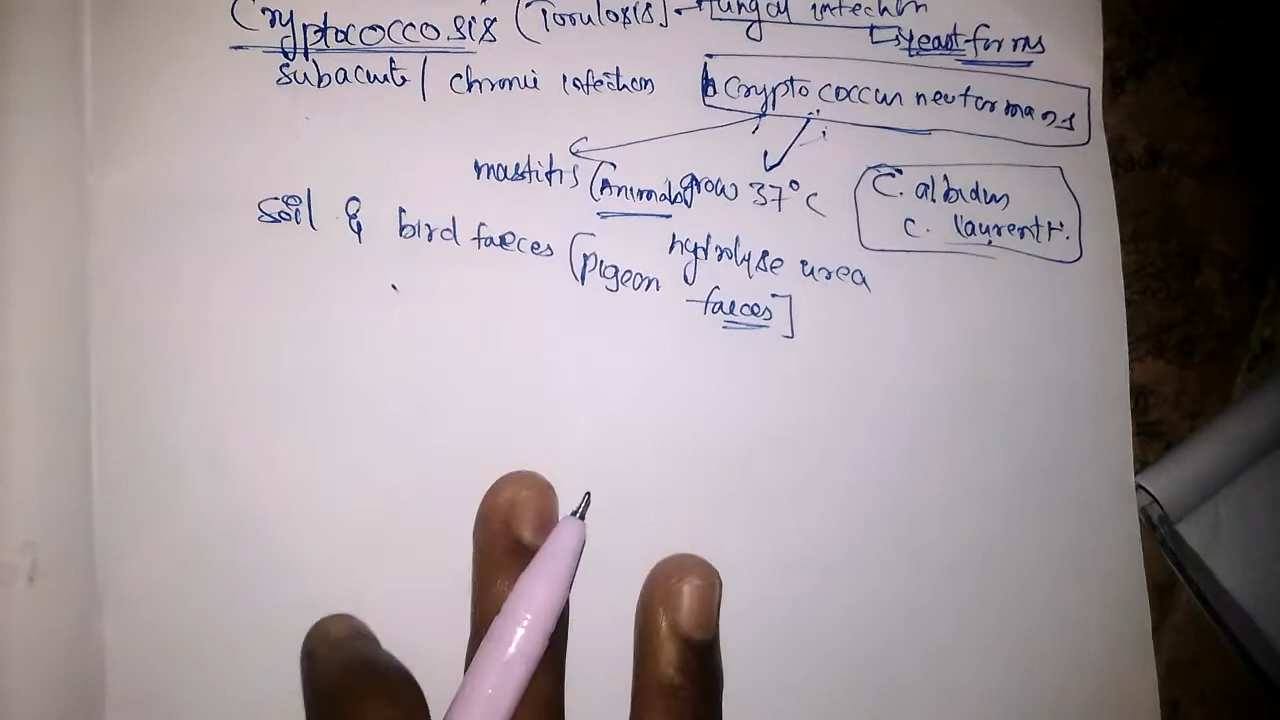 Cryptococcosis (Torulosis] - fungal infection
yeast forms
subacute / chronic infection
Cryptococcus neoformans
mastitis (Animals grow 37°C
C. albidus
C. laurentii
soil & bird faeces (pigeon
hydrolyse urea
faeces]